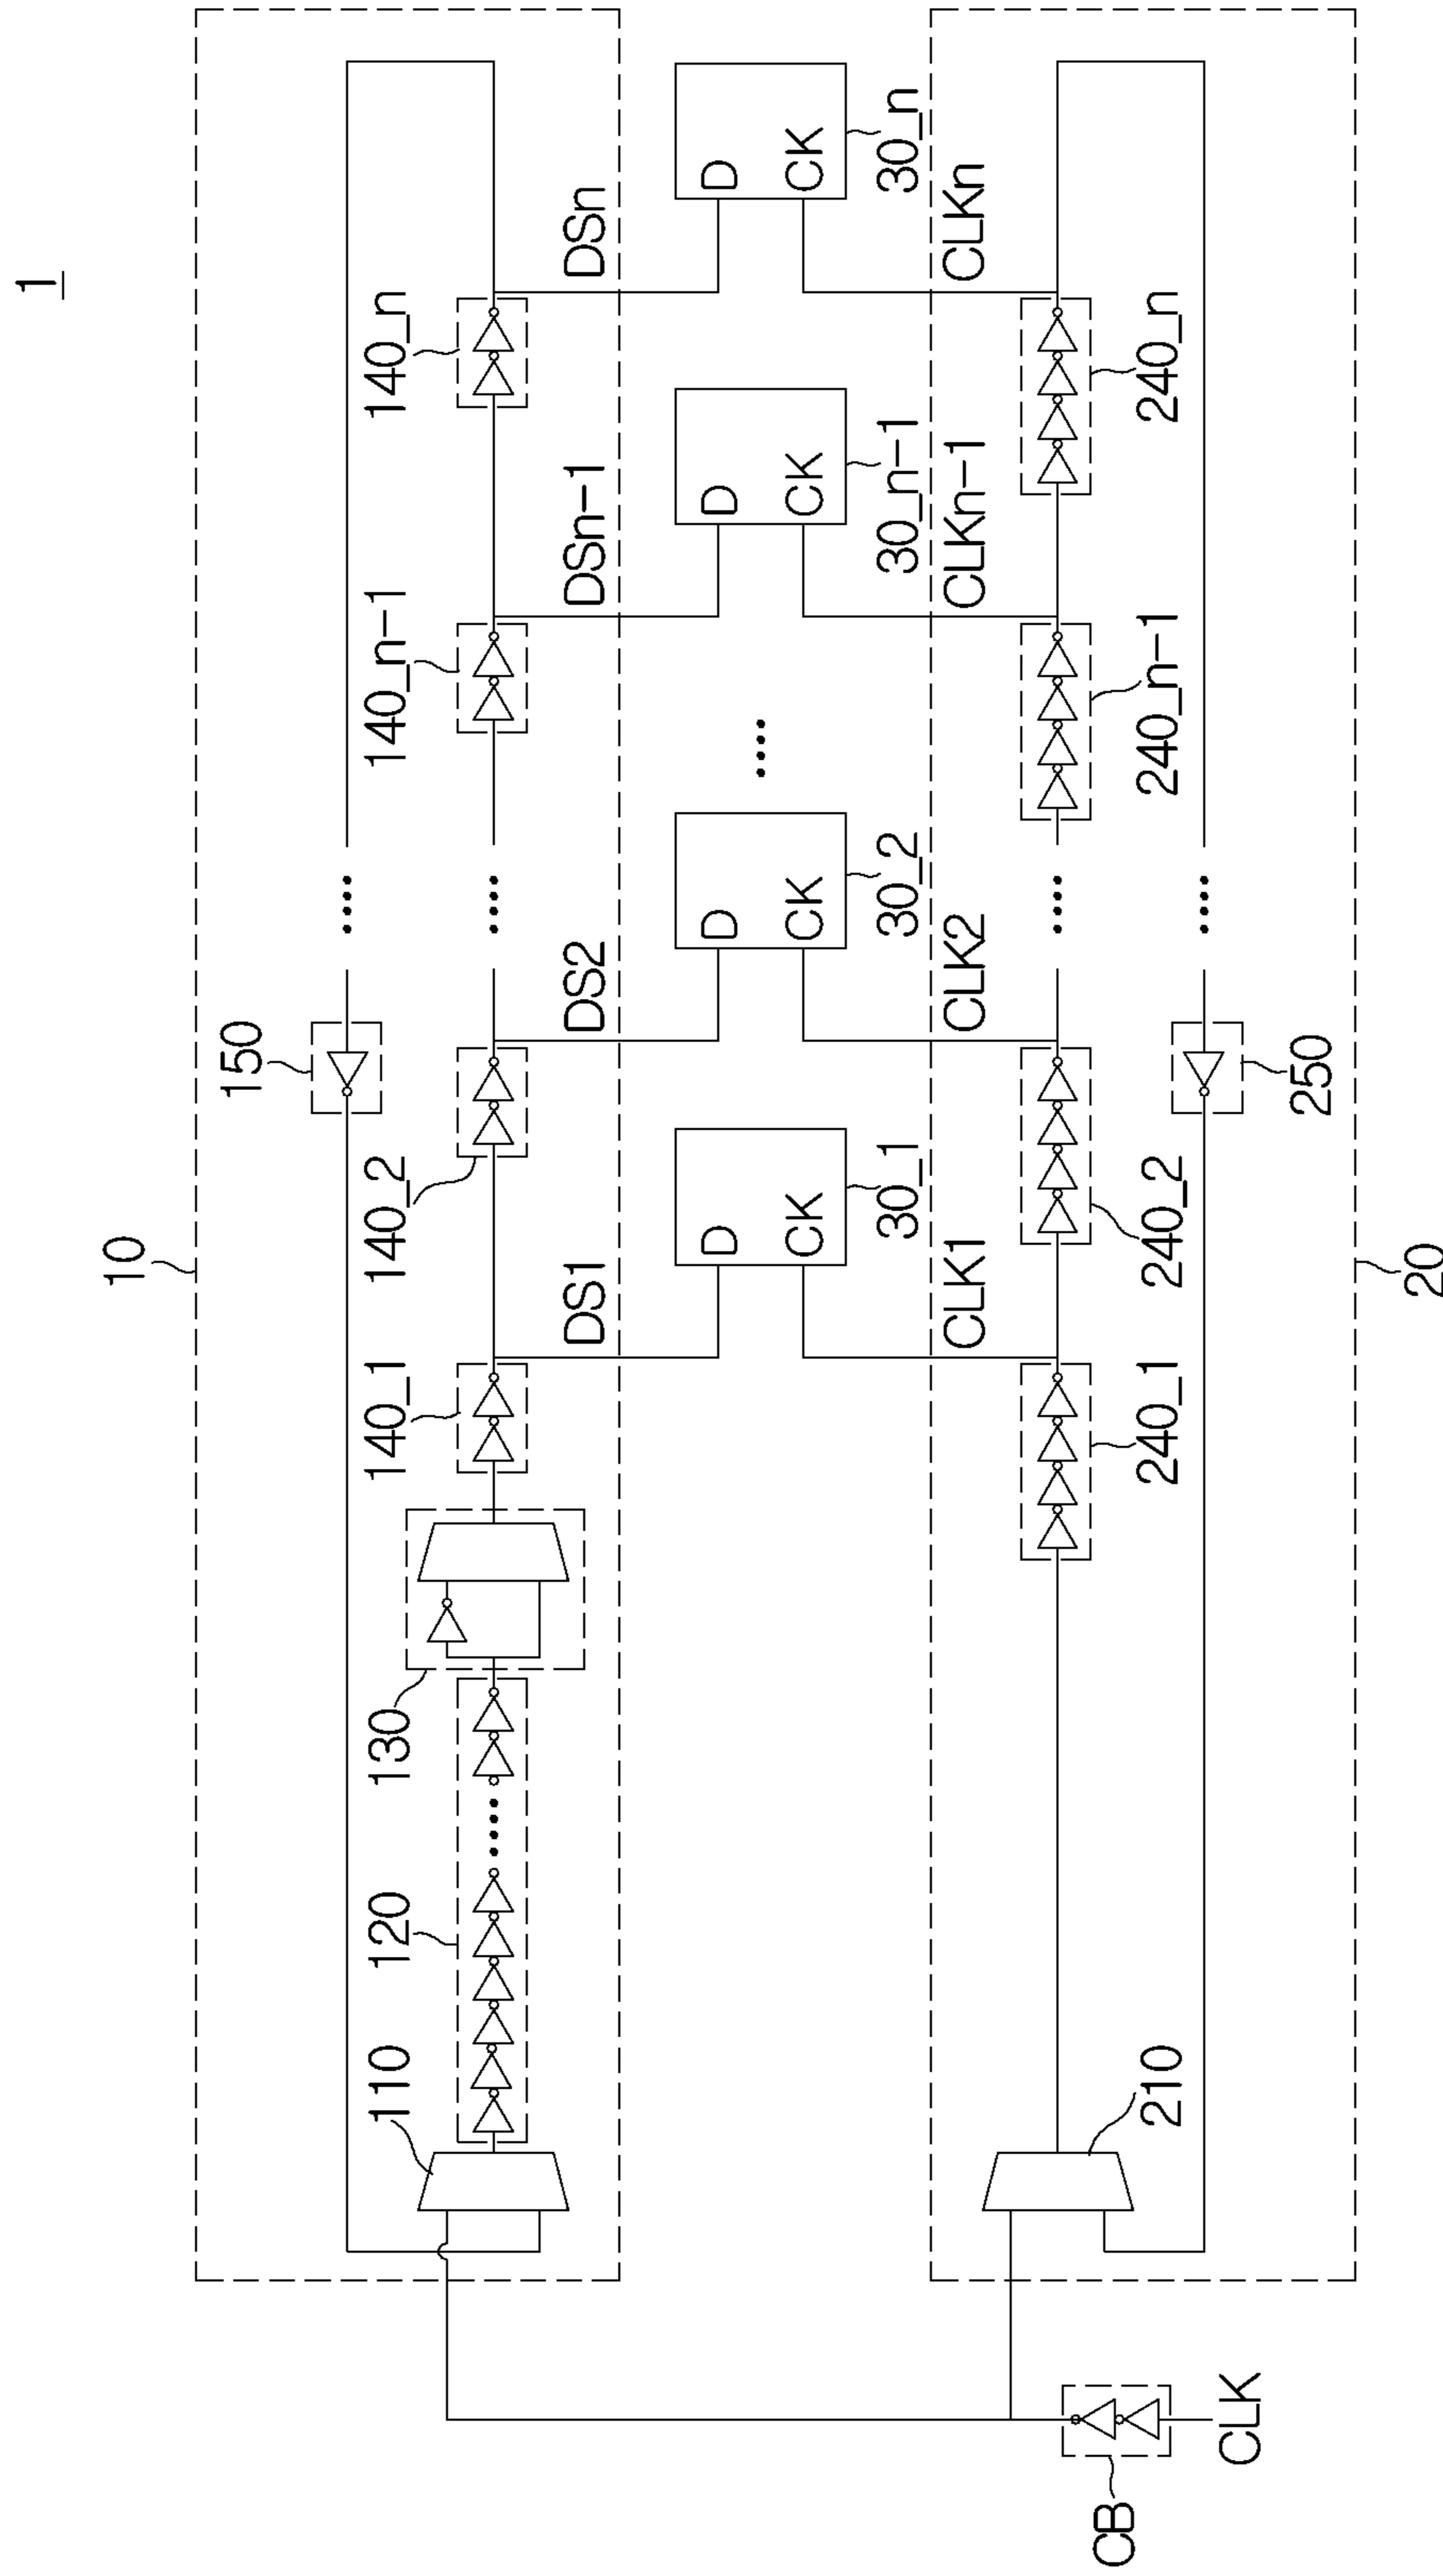 1
10
150
140_n
140_n-1
140_2
140_1
130
120
110
DSn
DSn-1
DS2
DS1
D
CK
D
CK
D
CK
D
CK
30_n
30_n-1
30_2
30_1
CLKn
CLKn-1
CLK2
CLK1
240_n
240_n-1
240_2
240_1
210
250
20
CB
CLK